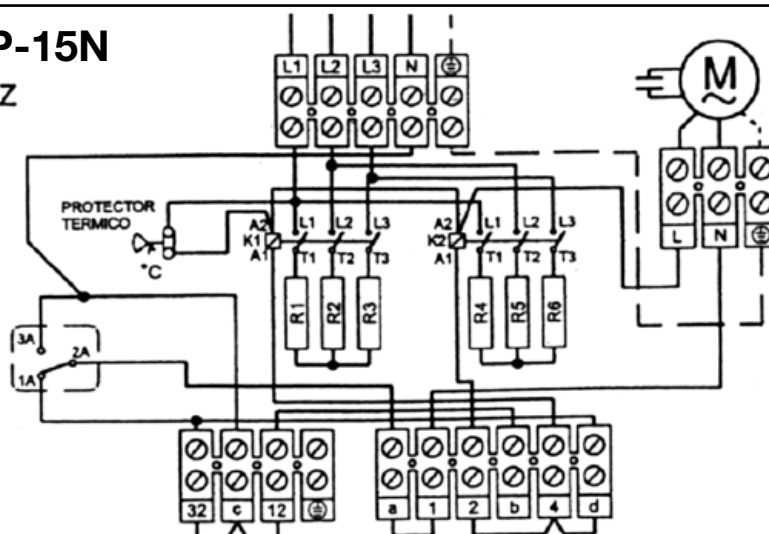 P-15N
Z
L1 L2 L3 N
M
PROTECTOR
TERMICO
°C
A2 L1 L2 L3
K1
A1 T1 T2 T3
A2 L1 L2 L3
K2
A1 T1 T2 T3
L N
R1 R2 R3
R4 R5 R6
3A
2A
1A
32 c 12
a 1 2 b 4 d